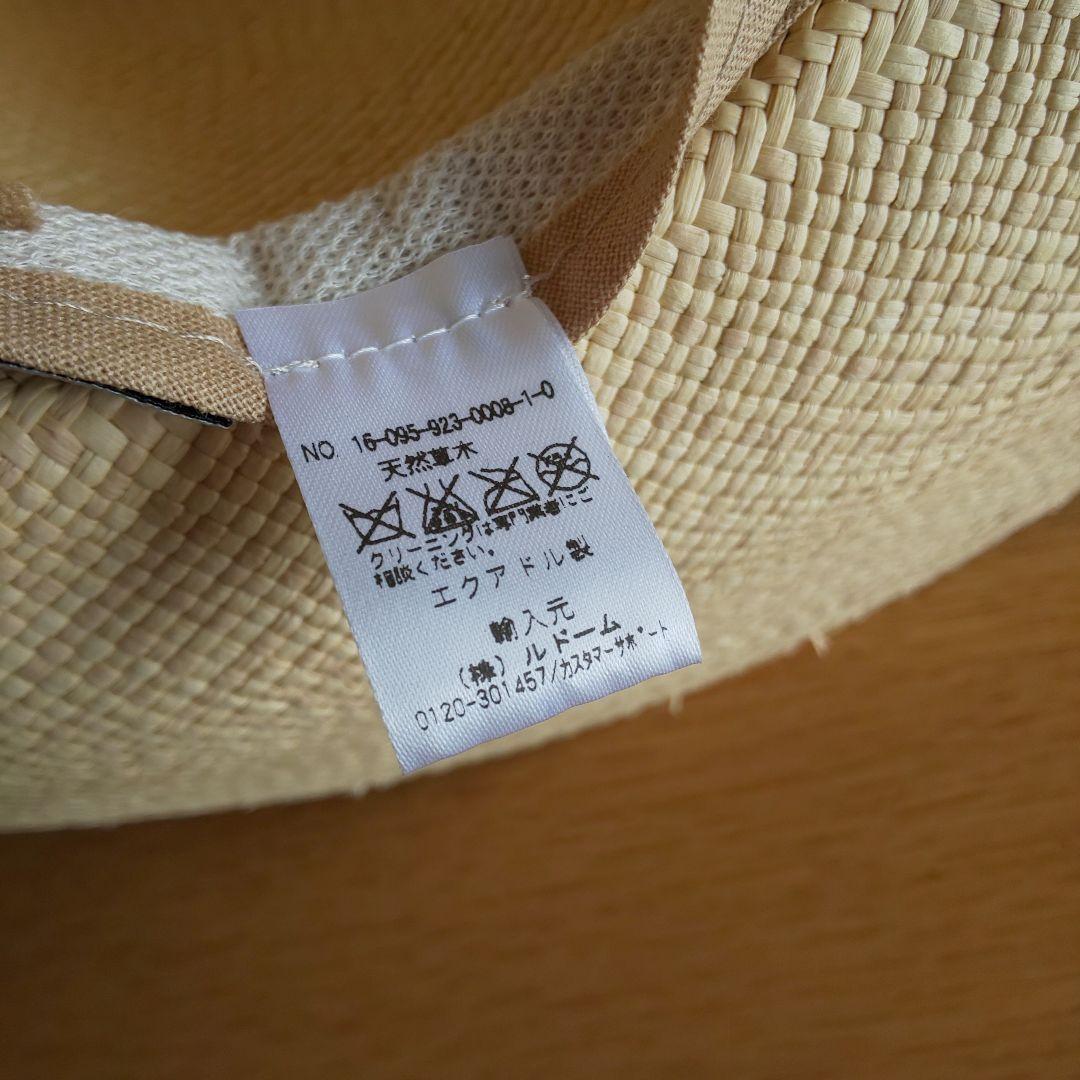 NO. 16-095-923-0008-1-0
天然草木
クリーニングは専門業者にご
相談ください。
エクアドル製
輸入元
(株)ルドーム
0120-301457/カスタマーサポート